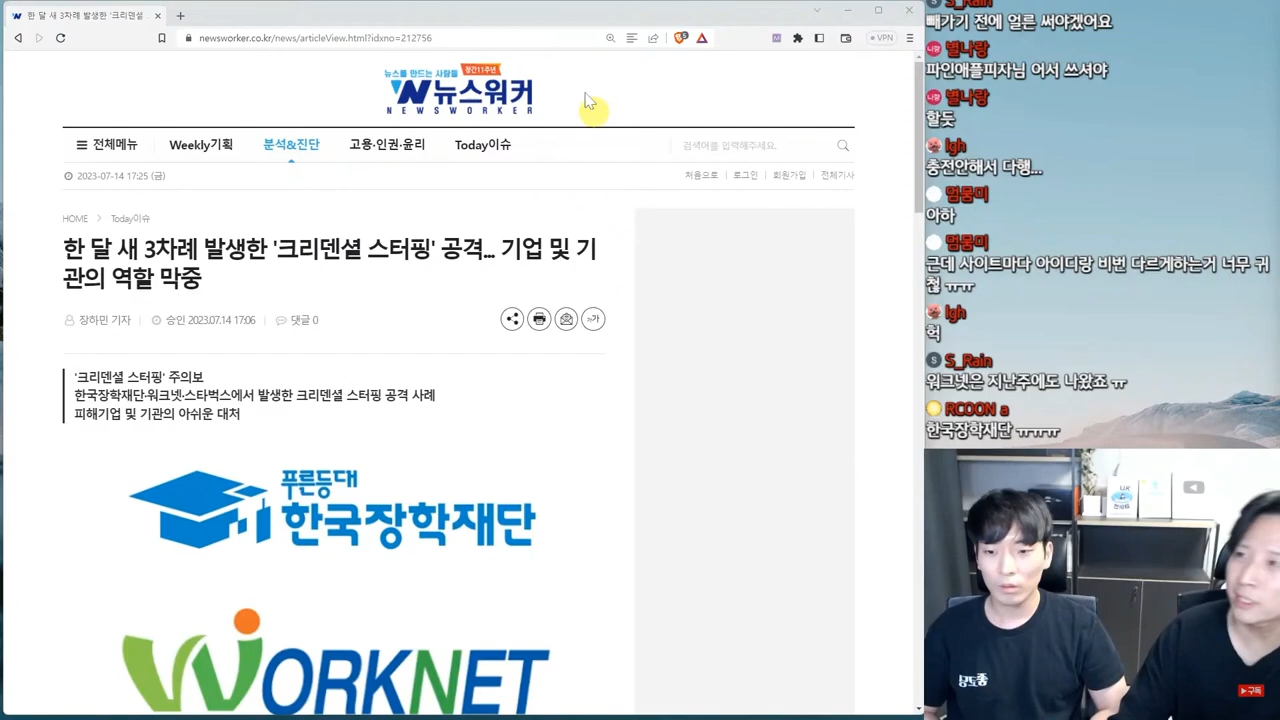 한 달 새 3차례 발생한 '크리덴셜
newsworker.co.kr/news/articleView.html?idxno=212756
VPN
뉴스를 만드는 사람들
창간11주년
뉴스워커
NEWSWORKER
전체메뉴
Weekly기획
분석&진단
고용·인권·윤리
Today이슈
검색어를 입력해주세요.
2023-07-14 17:25 (금)
처음으로
로그인
회원가입
전체기사
HOME
Today이슈
한 달 새 3차례 발생한 '크리덴셜 스터핑' 공격... 기업 및 기
관의 역할 막중
장하민 기자
승인 2023.07.14 17:06
댓글 0
가
'크리덴셜 스터핑' 주의보
한국장학재단·워크넷·스타벅스에서 발생한 크리덴셜 스터핑 공격 사례
피해기업 및 기관의 아쉬운 대처
푸른등대
한국장학재단
WORKNET
S_Rain
빼가기 전에 얼른 써야겠어요
별나랑
파인애플피자님 어서 쓰셔야
별나랑
할듯
lgh
충전안해서 다행...
멈뭉미
아하
멈뭉미
근데 사이트마다 아이디랑 비번 다르게하는거 너무 귀
찮 ㅠㅠ
lgh
헉
S_Rain
워크넷은 지난주에도 나왔죠 ㅠ
RCOON a
한국장학재단 ㅠㅠㅠ
구독